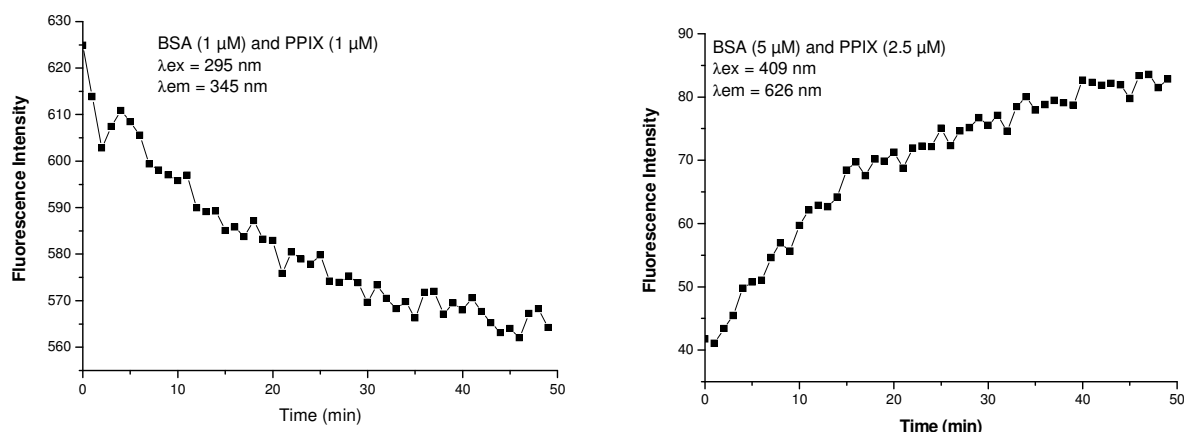 BSA (1 µM) and PPIX (1 µM)
λex = 295 nm
λem = 345 nm
Fluorescence Intensity
630
620
610
600
590
580
570
560
0 10 20 30 40 50
Time (min)
BSA (5 µM) and PPIX (2.5 µM)
λex = 409 nm
λem = 626 nm
Fluorescence Intensity
90
80
70
60
50
40
0 10 20 30 40 50
Time (min)